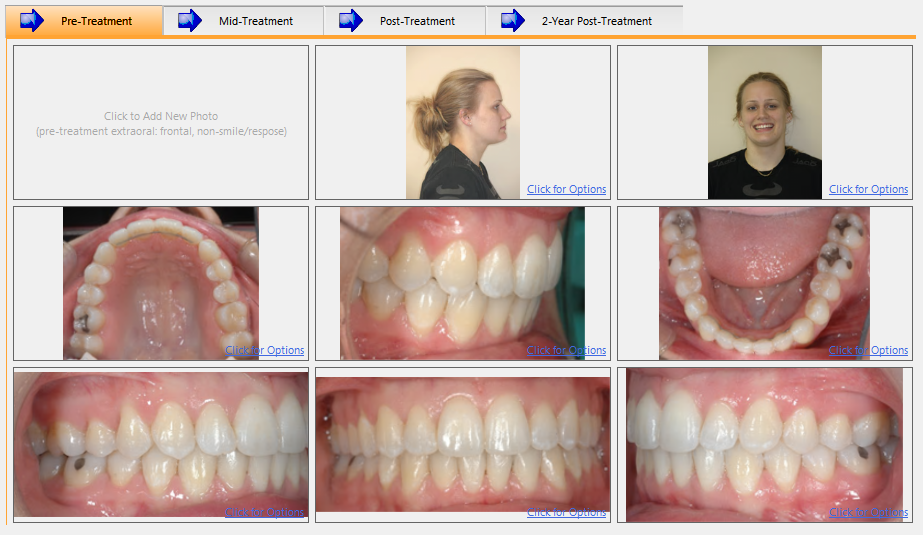 Pre-Treatment
Mid-Treatment
Post-Treatment
2-Year Post-Treatment
Click to Add New Photo
(pre-treatment extraoral: frontal, non-smile/respose)
Click for Options
Click for Options
Click for Options
Click for Options
Click for Options
Click for Options
Click for Options
Click for Options